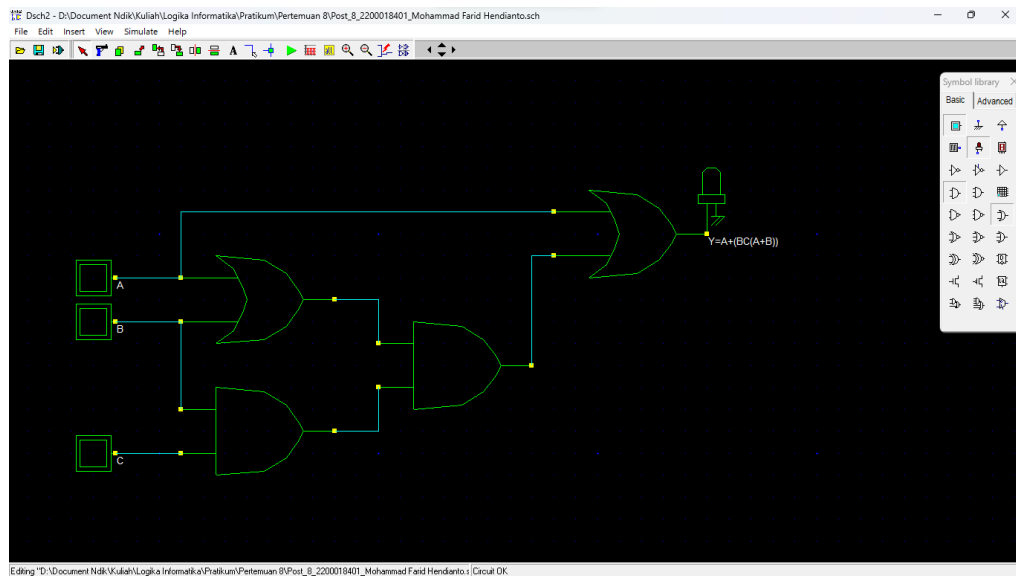 Dsch2 - D:\Document Ndik\Kuliah\Logika Informatika\Pratikum\Pertemuan 8\Post_8_2200018401_Mohammad Farid Hendianto.sch
File Edit Insert View Simulate Help
A
Symbol library
Basic Advanced
Y=A+(BC(A+B))
A
B
C
Editing "D:\Document Ndik\Kuliah\Logika Informatika\Pratikum\Pertemuan 8\Post_8_2200018401_Mohammad Farid Hendianto.s Circuit OK